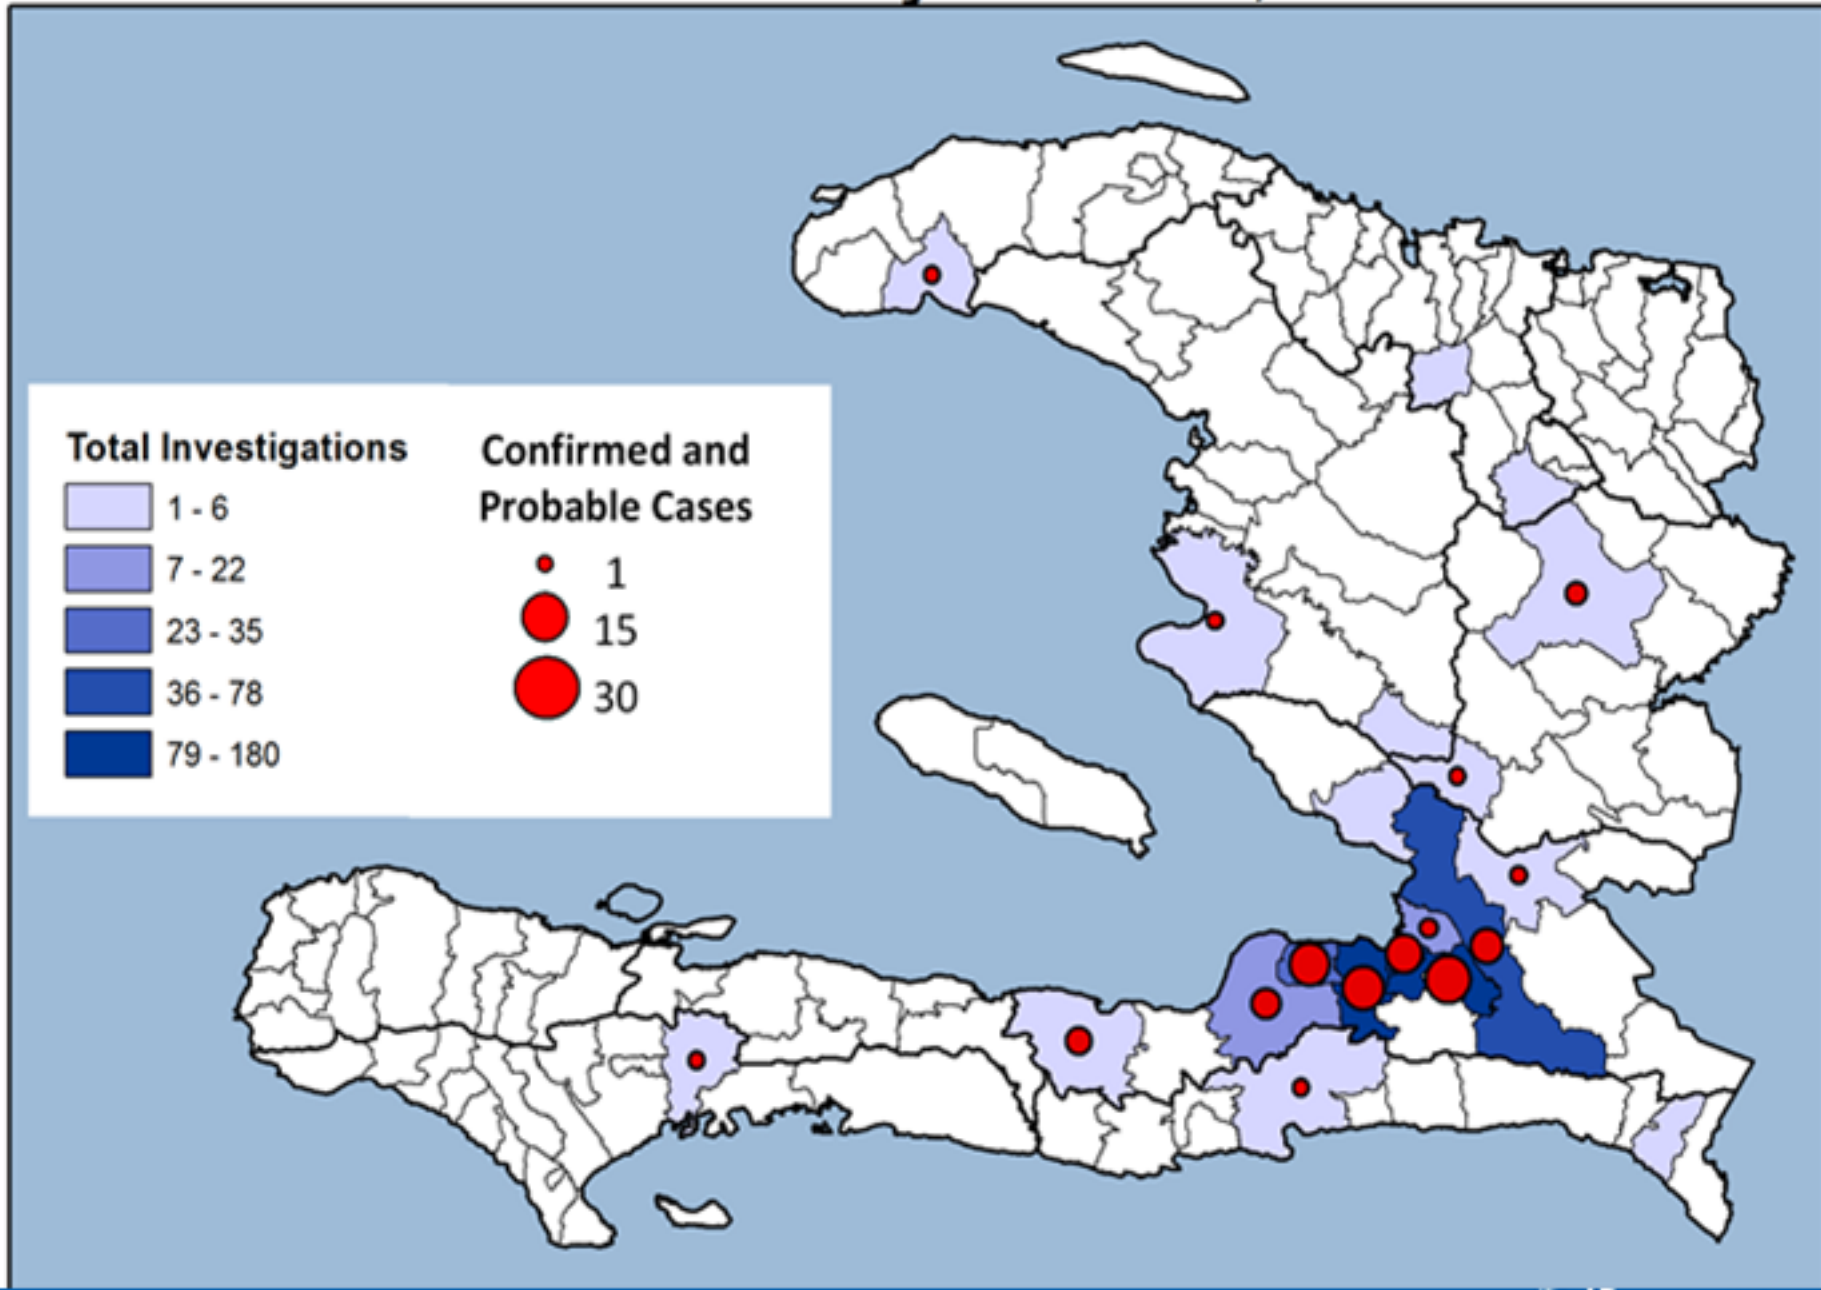 Total Investigations
1 - 6
7 - 22
23 - 35
36 - 78
79 - 180
Confirmed and
Probable Cases
1
15
30